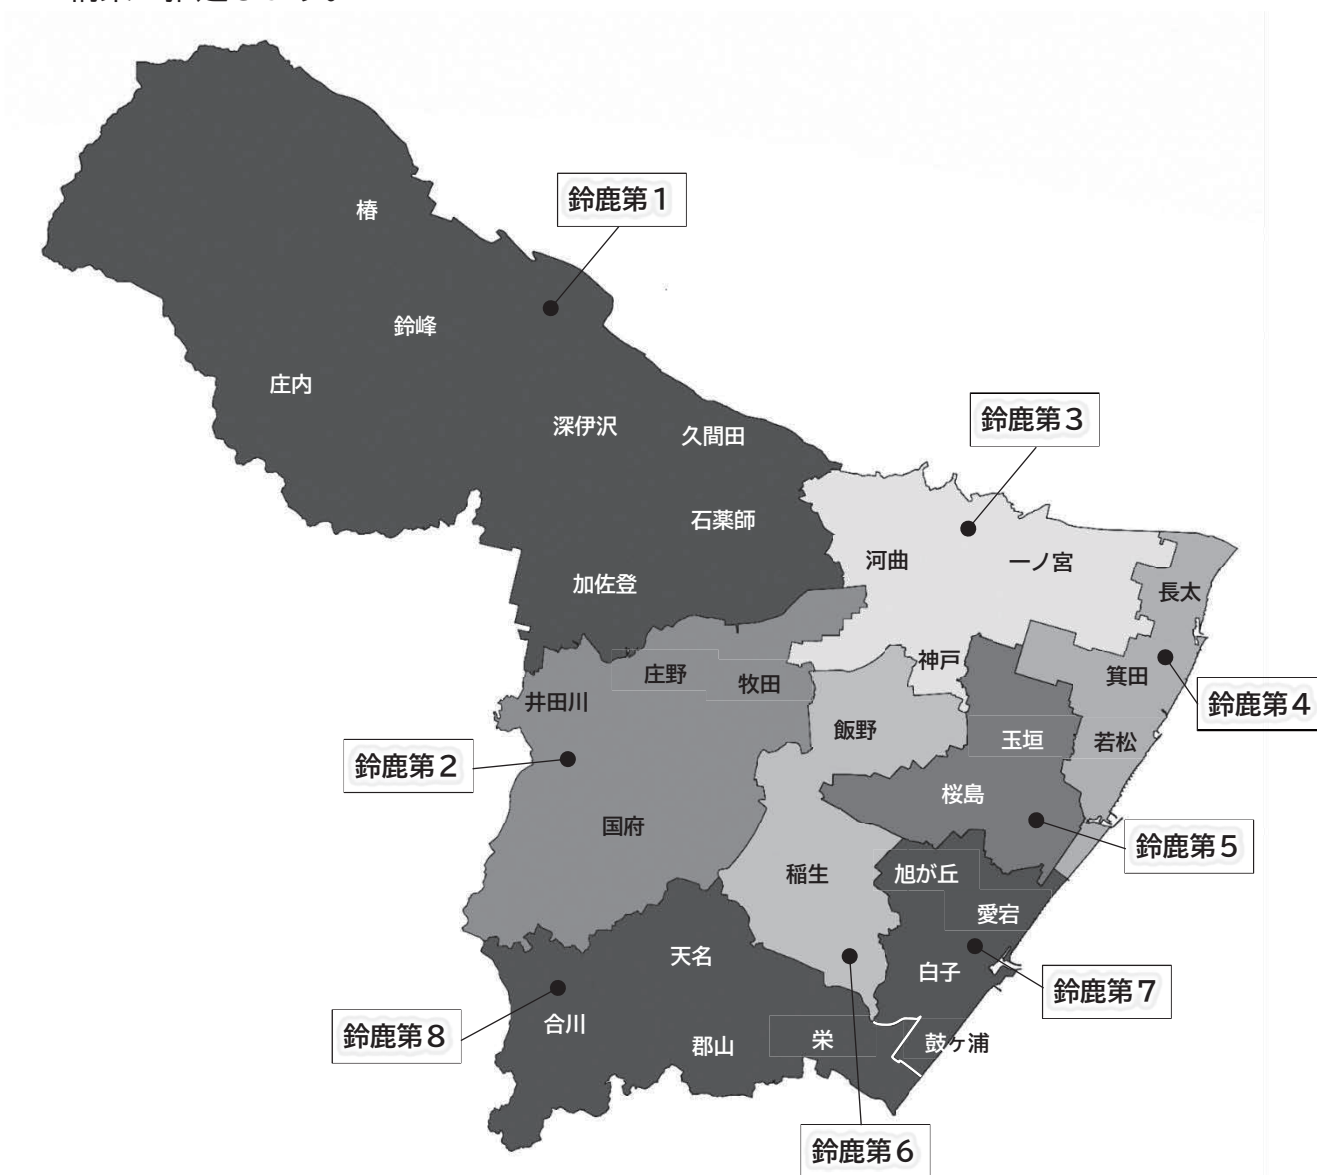 鈴鹿第1
椿
鈴峰
庄内
深伊沢
久間田
鈴鹿第3
石薬師
加佐登
河曲
一ノ宮
長太
神戸
箕田
庄野
牧田
井田川
鈴鹿第4
飯野
玉垣
若松
鈴鹿第2
桜島
国府
鈴鹿第5
稲生
旭が丘
愛宕
天名
白子
鈴鹿第7
合川
鈴鹿第8
郡山
栄
鼓ヶ浦
鈴鹿第6